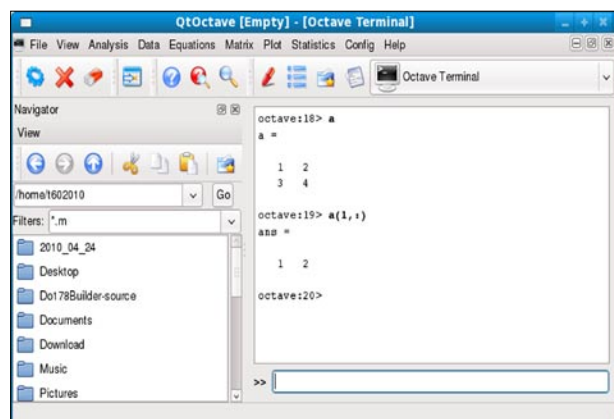 QtOctave [Empty] - [Octave Terminal]
File View Analysis Data Equations Matrix Plot Statistics Config Help
Octave Terminal
Navigator
View
/home/t602010
Go
Filters: *.m
2010_04_24
Desktop
Do178Builder-source
Documents
Download
Music
Pictures
octave:18> a
a =
1 2
3 4
octave:19> a(1,:)
ans =
1 2
octave:20>
>>